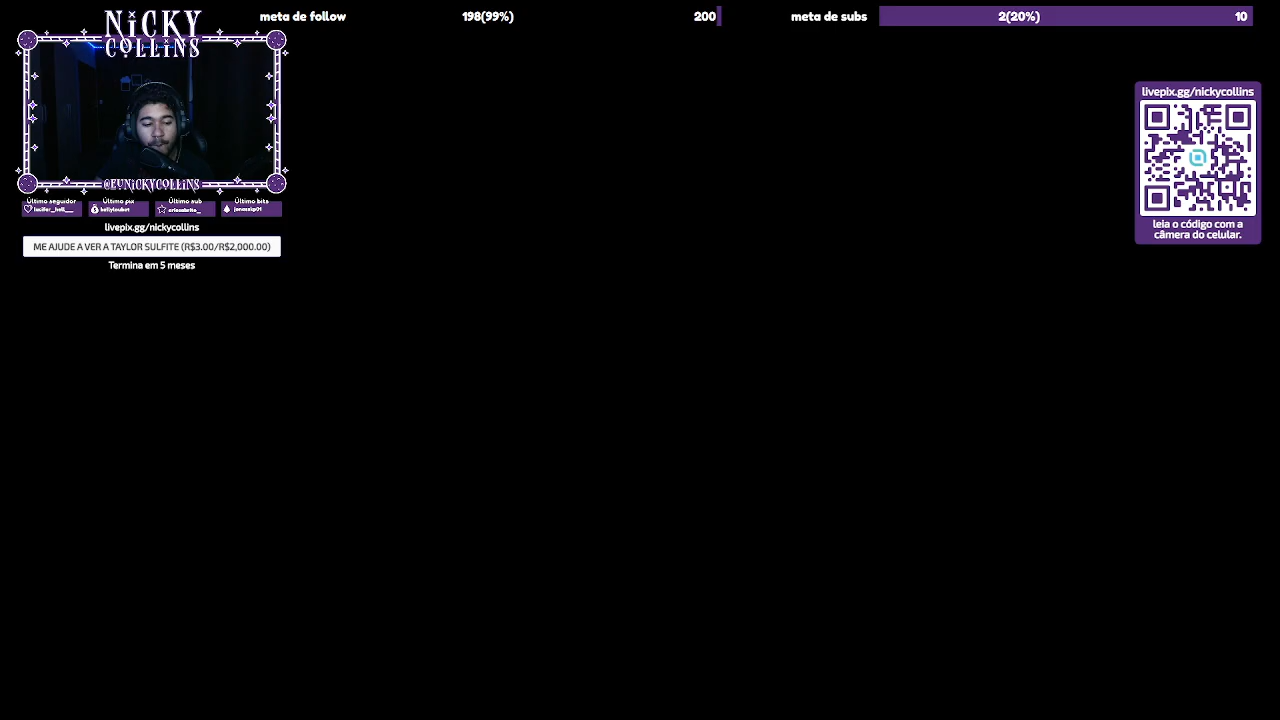 NiCKY
COLLiNS
meta de follow 198(99%) 200
meta de subs 2(20%) 10
livepix.gg/nickycollins
leia o código com a
câmera do celular.
@EUNiCKYCOLLiNS
Último seguidor
Último pix
Último sub
Último bits
livepix.gg/nickycollins
ME AJUDE A VER A TAYLOR SULFITE (R$3.00/R$2,000.00)
Termina em 5 meses